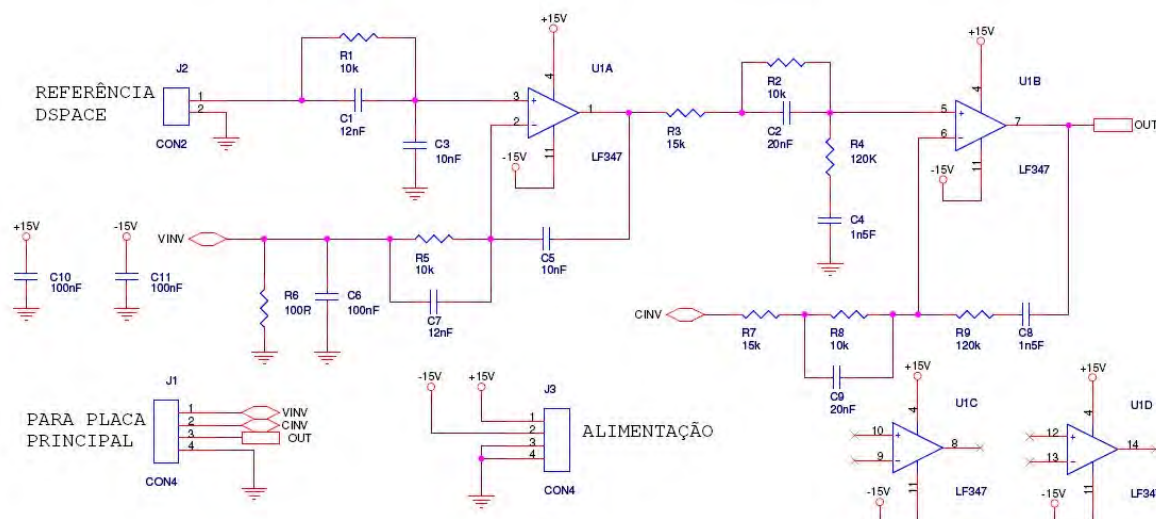 +15V
+15V
J2
R1
10k
4
U1A
R2
10k
4
U1B
REFERÊNCIA
DSPACE
1
2
C1
12nF
3
2
1
R3
15k
C2
20nF
5
6
7
OUT
CON2
C3
10nF
-15V
11
LF347
R4
120K
-15V
11
LF347
+15V
-15V
VINV
C4
1n5F
R5
10k
C5
10nF
C10
100nF
C11
100nF
R6
100R
C6
100nF
C7
12nF
CINV
R7
15k
R8
10k
R9
120k
C8
1n5F
J1
-15V
+15V
J3
C9
20nF
+15V
U1C
+15V
U1D
PARA PLACA
PRINCIPAL
1
2
3
4
VINV
CINV
OUT
1
2
3
4
ALIMENTAÇÃO
4
10
9
8
4
12
13
14
CON4
CON4
-15V
11
LF347
-15V
11
LF347